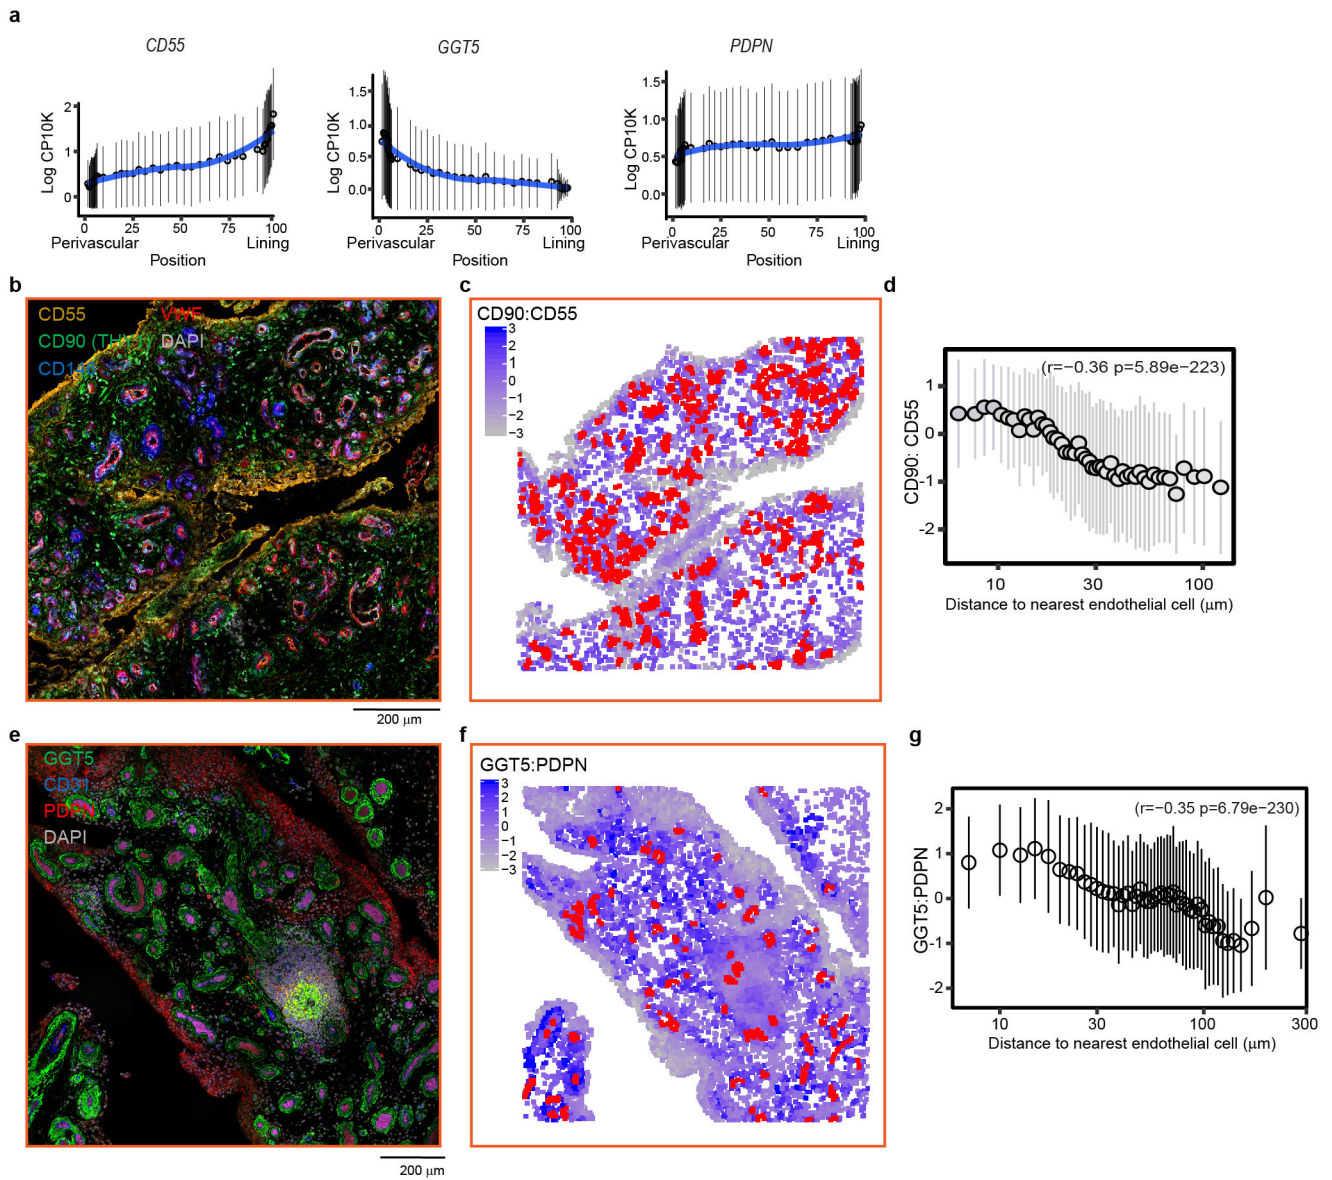 a
CD55
GGT5
PDPN
Log CP10K
2
1
0
0
25
50
75
100
Perivascular
Lining
Position
Log CP10K
1.5
1.0
0.5
0.0
0
25
50
75
100
Perivascular
Lining
Position
Log CP10K
1.5
1.0
0.5
0.0
0
25
50
75
100
Perivascular
Lining
Position
b
CD55
VWF
CD90 (THY1)
DAPI
CD146
200 μm
c
CD90:CD55
3
2
1
0
−1
−2
−3
d
(r=−0.36 p=5.89e−223)
CD90: CD55
1
0
-1
-2
10
30
100
Distance to nearest endothelial cell (μm)
e
GGT5
CD31
PDPN
DAPI
200 μm
f
GGT5:PDPN
3
2
1
0
−1
−2
−3
g
(r=−0.35 p=6.79e−230)
GGT5:PDPN
2
1
0
-1
-2
10
30
100
300
Distance to nearest endothelial cell (μm)